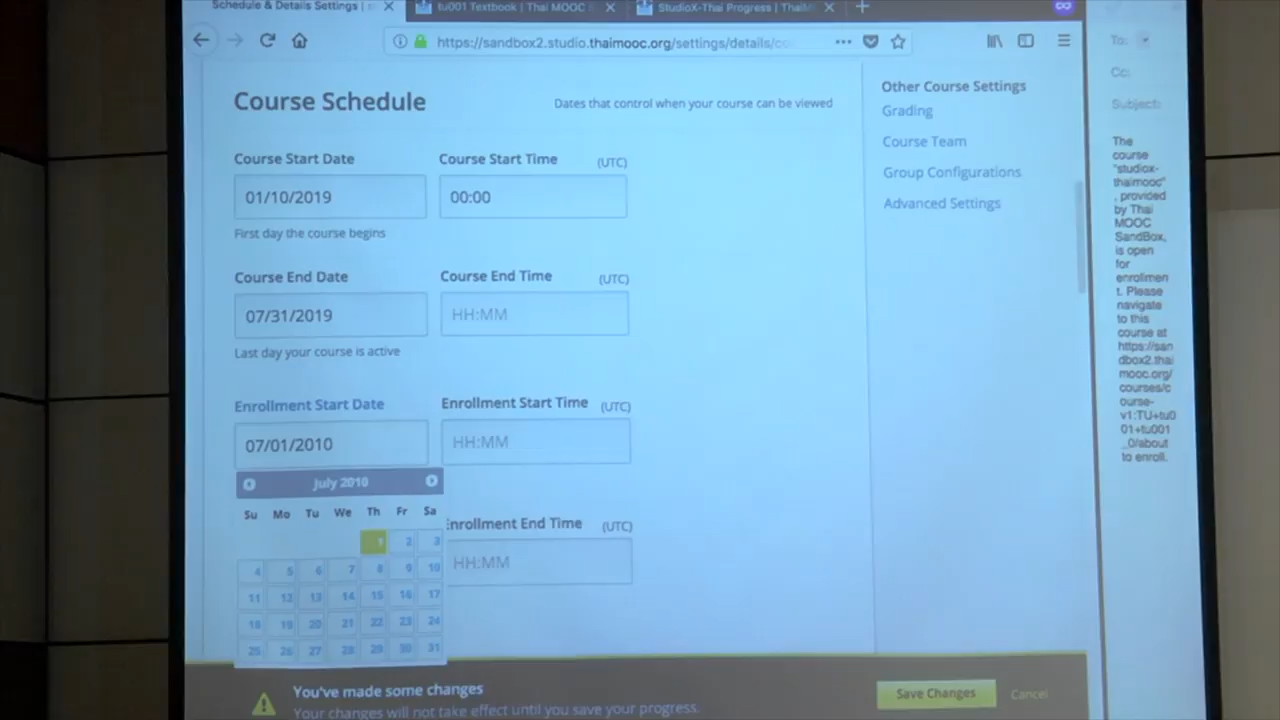 Schedule & Details Settings | s
tu001 Textbook | Thai MOOC S
StudioX-Thai Progress | ThaiM
https://sandbox2.studio.thaimooc.org/settings/details/co
Course Schedule
Dates that control when your course can be viewed
Course Start Date
Course Start Time (UTC)
01/10/2019
00:00
First day the course begins
Course End Date
Course End Time (UTC)
07/31/2019
HH:MM
Last day your course is active
Enrollment Start Date
Enrollment Start Time (UTC)
07/01/2010
HH:MM
July 2010
Su Mo Tu We Th Fr Sa
1 2 3
4 5 6 7 8 9 10
11 12 13 14 15 16 17
18 19 20 21 22 23 24
25 26 27 28 29 30 31
Enrollment End Time (UTC)
HH:MM
You've made some changes
Your changes will not take effect until you save your progress.
Save Changes
Cancel
Other Course Settings
Grading
Course Team
Group Configurations
Advanced Settings
To:
Cc:
Subject:
The
course
"studiox-
thaimooc"
, provided
by Thai
MOOC
SandBox,
is open
for
enrolmen
t. Please
navigate
to this
course at
https://san
dbox2.thai
mooc.org/
courses/c
ourse-
v1:TU+tu0
01+tu001
_0/about
to enroll.